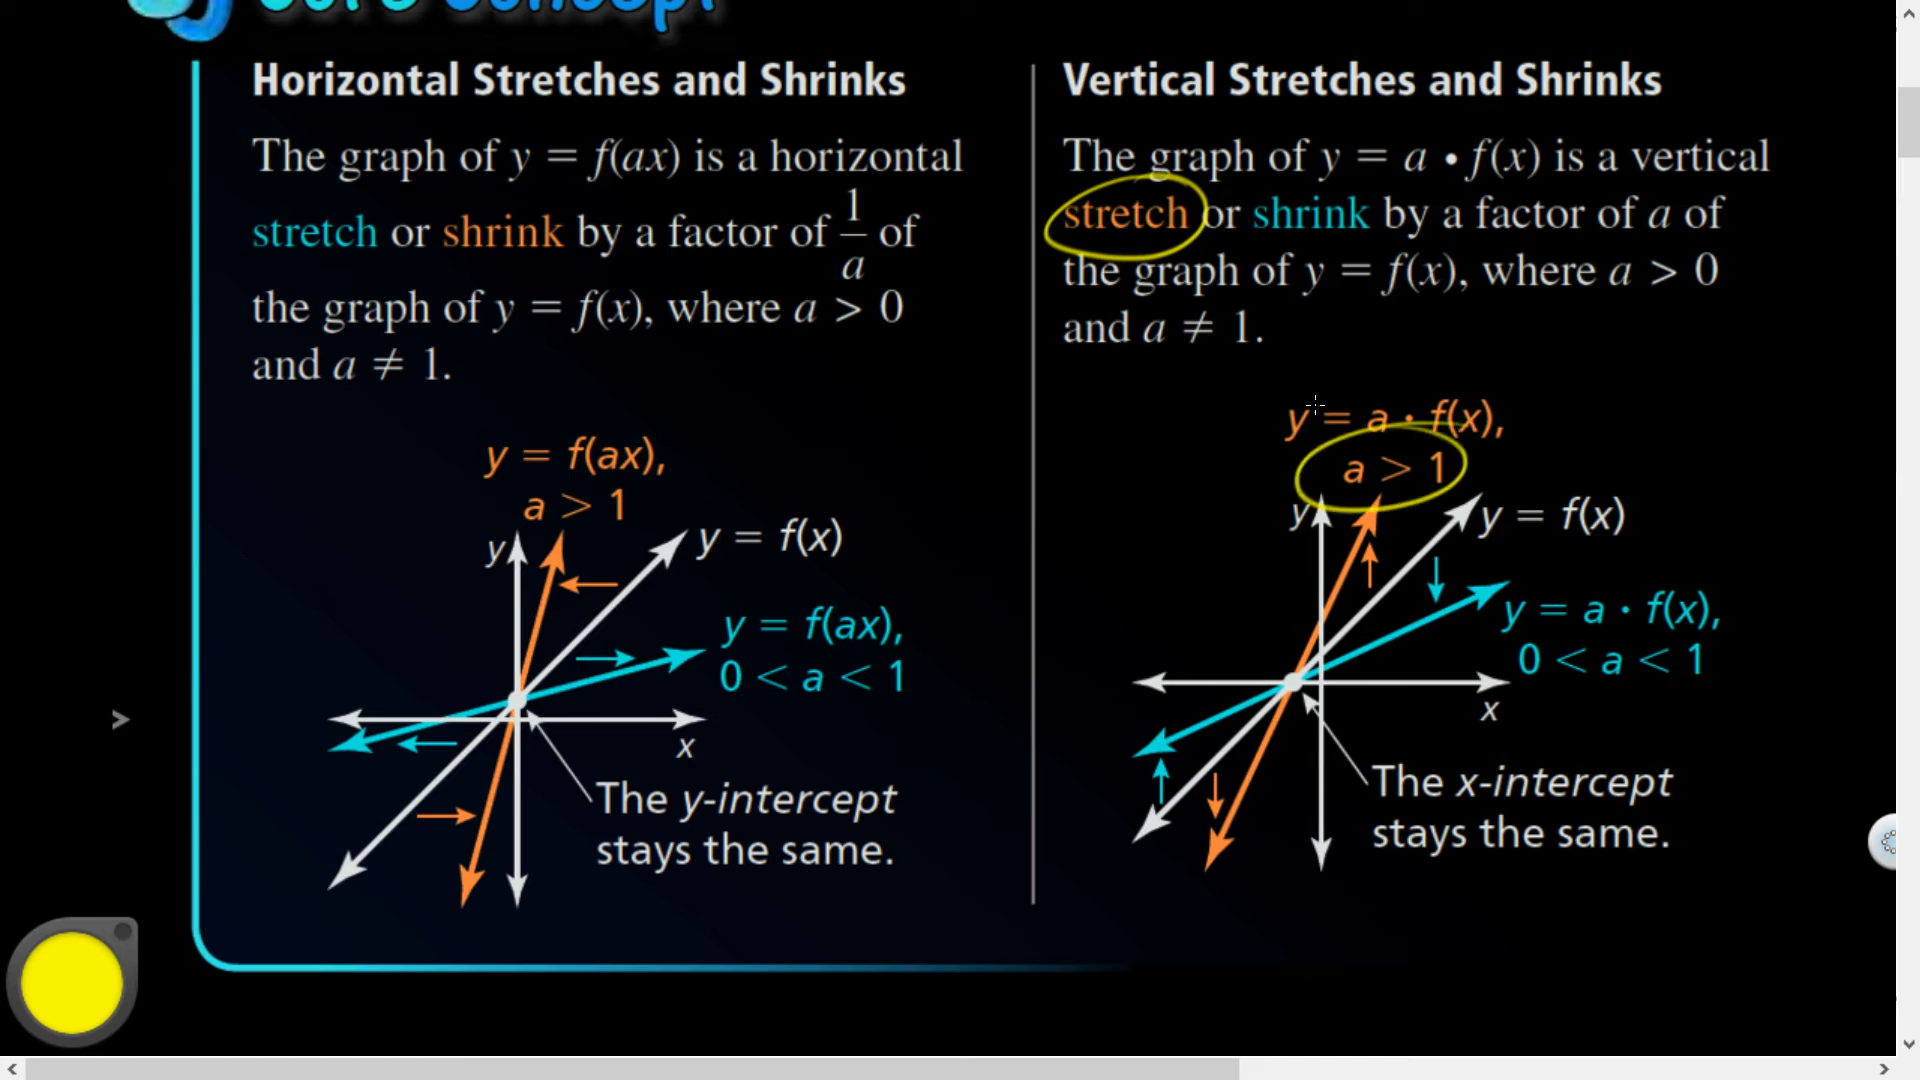 Core Concept
Horizontal Stretches and Shrinks
The graph of y = f(ax) is a horizontal
stretch or shrink by a factor of 1/a of
the graph of y = f(x), where a > 0
and a ≠ 1.
y = f(ax),
a > 1
y
y = f(x)
y = f(ax),
0 < a < 1
x
The y-intercept
stays the same.
Vertical Stretches and Shrinks
The graph of y = a • f(x) is a vertical
stretch or shrink by a factor of a of
the graph of y = f(x), where a > 0
and a ≠ 1.
y = a · f(x),
a > 1
y
y = f(x)
y = a · f(x),
0 < a < 1
x
The x-intercept
stays the same.